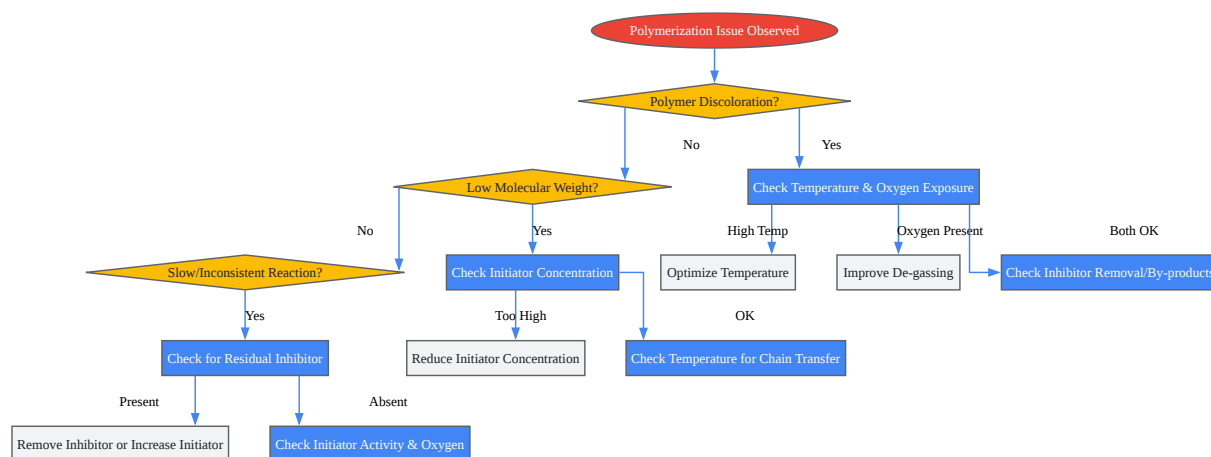 Polymerization Issue Observed
Polymer Discoloration?
No
Yes
Low Molecular Weight?
Check Temperature & Oxygen Exposure
No
Yes
High Temp
Oxygen Present
Both OK
Slow/Inconsistent Reaction?
Check Initiator Concentration
Optimize Temperature
Improve De-gassing
Check Inhibitor Removal/By-products
Yes
Too High
OK
Check for Residual Inhibitor
Reduce Initiator Concentration
Check Temperature for Chain Transfer
Present
Absent
Remove Inhibitor or Increase Initiator
Check Initiator Activity & Oxygen